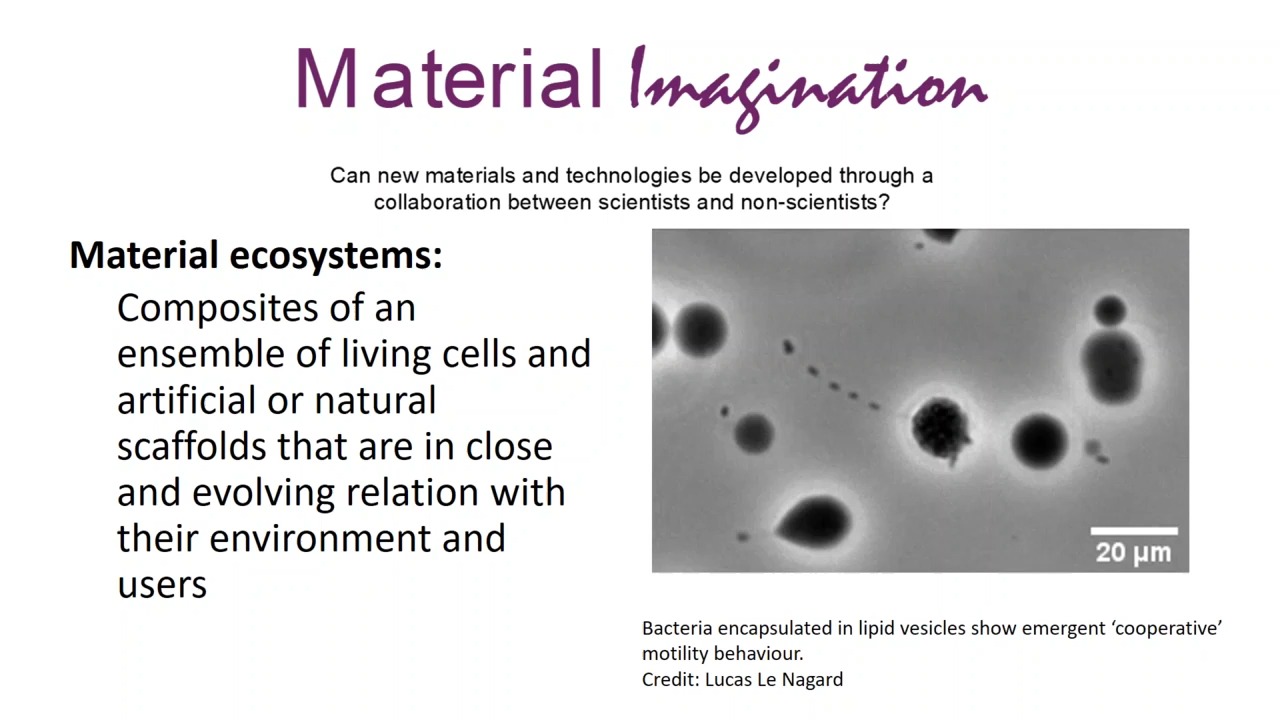 Material Imagination
Can new materials and technologies be developed through a
collaboration between scientists and non-scientists?
Material ecosystems:
Composites of an
ensemble of living cells and
artificial or natural
scaffolds that are in close
and evolving relation with
their environment and
users
20 µm
Bacteria encapsulated in lipid vesicles show emergent ‘cooperative’
motility behaviour.
Credit: Lucas Le Nagard